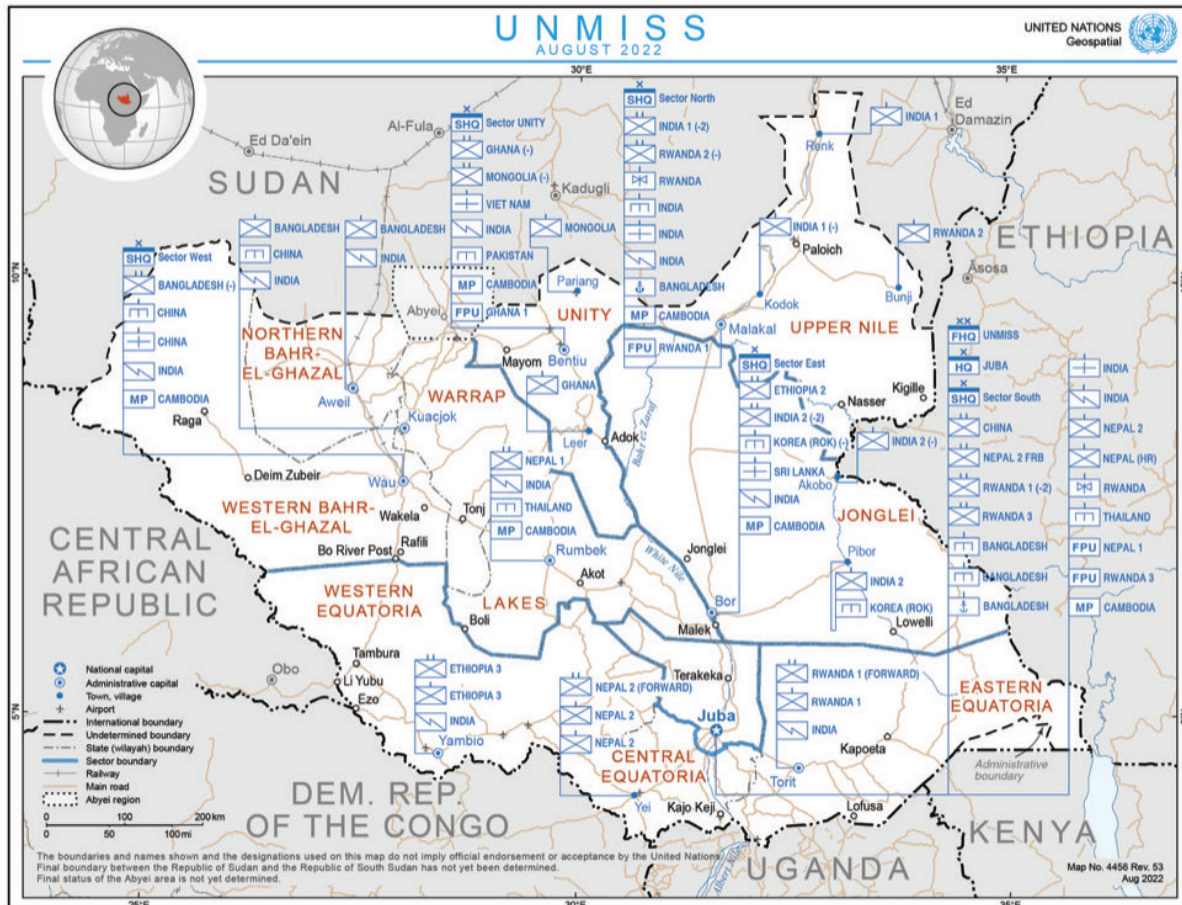 UNMISS
AUGUST 2022
UNITED NATIONS
Geospatial
30°E
35°E
SUDAN
Ed Da'ein
Al-Fula
Kadugli
Ed
Damazin
ETHIOPIA
Asosa
10°N
SHQ Sector West
BANGLADESH (-)
CHINA
CHINA
INDIA
MP CAMBODIA
BANGLADESH
CHINA
INDIA
BANGLADESH
INDIA
SHQ Sector UNITY
GHANA (-)
MONGOLIA (-)
VIET NAM
INDIA
PAKISTAN
MP CAMBODIA
FPU GHANA 1
MONGOLIA
SHQ Sector North
INDIA 1 (-2)
RWANDA 2 (-)
RWANDA
INDIA
INDIA
INDIA
BANGLADESH
MP CAMBODIA
FPU RWANDA 1
INDIA 1
Renk
INDIA 1 (-)
Paloich
RWANDA 2
Kodok
Bunji
Malakal
UPPER NILE
Abyei
Pariang
UNITY
NORTHERN
BAHR-
EL-GHAZAL
Mayom
Bentiu
WARRAP
GHANA
Aweil
Kuacjok
Raga
Leer
Adok
Bahr el Zaraf
Kigille
Nasser
SHQ Sector East
ETHIOPIA 2
INDIA 2 (-2)
KOREA (ROK) (-)
SRI LANKA
INDIA
MP CAMBODIA
INDIA 2 (-)
Akobo
JONGLEI
FHQ UNMISS
HQ JUBA
SHQ Sector South
CHINA
NEPAL 2 FRB
RWANDA 1 (-2)
RWANDA 3
BANGLADESH
BANGLADESH
BANGLADESH
INDIA
INDIA
NEPAL 2
NEPAL (HR)
RWANDA
THAILAND
FPU NEPAL 1
FPU RWANDA 3
MP CAMBODIA
Deim Zubeir
Wau
WESTERN BAHR-
EL-GHAZAL
Wakela
Tonj
Rafili
Bo River Post
NEPAL 1
INDIA
THAILAND
MP CAMBODIA
Rumbek
Jonglei
White Nile
Pibor
INDIA 2
KOREA (ROK)
CENTRAL
AFRICAN
REPUBLIC
WESTERN
EQUATORIA
LAKES
Akot
Bor
Malek
Lowelli
Boli
Tambura
Obo
Li Yubu
Ezo
Terakeka
ETHIOPIA 3
ETHIOPIA 3
INDIA
Yambio
NEPAL 2 (FORWARD)
NEPAL 2
NEPAL 2
RWANDA 1 (FORWARD)
RWANDA 1
INDIA
EASTERN
EQUATORIA
5°N
Juba
CENTRAL
EQUATORIA
Kapoeta
Administrative
boundary
Torit
Yei
Kajo Keji
Lofusa
DEM. REP.
OF THE CONGO
Albert Nile
UGANDA
KENYA
National capital
Administrative capital
Town, village
Airport
International boundary
Undetermined boundary
State (wilayah) boundary
Sector boundary
Railway
Main road
Abyei region
0 100 200 km
0 50 100 mi
The boundaries and names shown and the designations used on this map do not imply official endorsement or acceptance by the United Nations.
Final boundary between the Republic of Sudan and the Republic of South Sudan has not yet been determined.
Final status of the Abyei area is not yet determined.
Map No. 4456 Rev. 53
Aug 2022
30°E
35°E